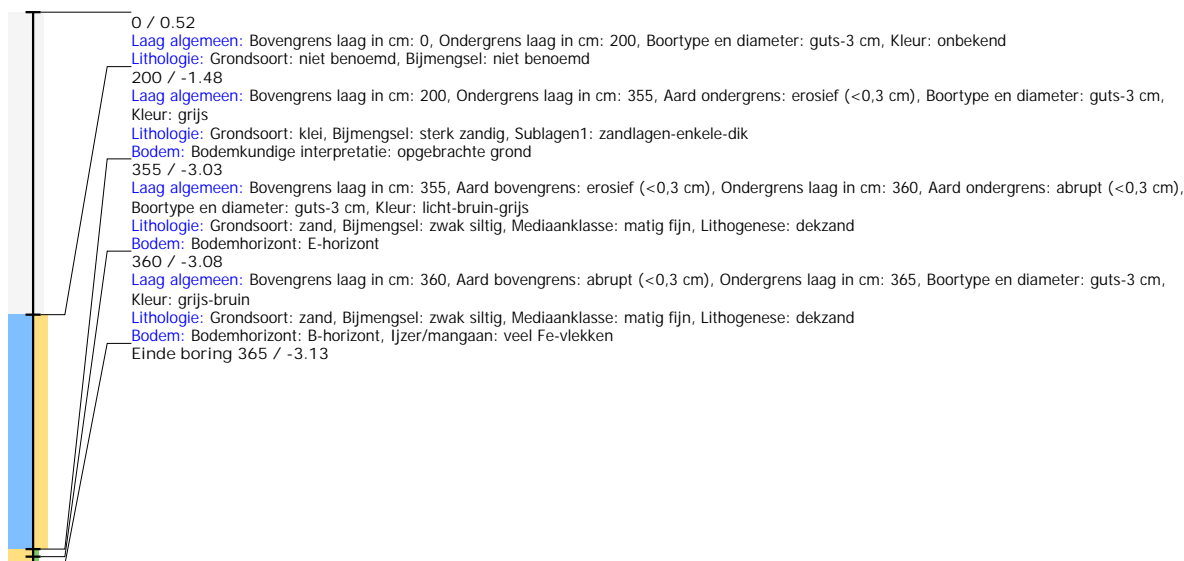 0 / 0.52
Laag algemeen: Bovengrens laag in cm: 0, Ondergrens laag in cm: 200, Boortype en diameter: guts-3 cm, Kleur: onbekend
Lithologie: Grondsoort: niet benoemd, Bijmengsel: niet benoemd
200 / -1.48
Laag algemeen: Bovengrens laag in cm: 200, Ondergrens laag in cm: 355, Aard ondergrens: erosief (<0,3 cm), Boortype en diameter: guts-3 cm,
Kleur: grijs
Lithologie: Grondsoort: klei, Bijmengsel: sterk zandig, Sublagen1: zandlagen-enkele-dik
Bodem: Bodemkundige interpretatie: opgebrachte grond
355 / -3.03
Laag algemeen: Bovengrens laag in cm: 355, Aard bovengrens: erosief (<0,3 cm), Ondergrens laag in cm: 360, Aard ondergrens: abrupt (<0,3 cm),
Boortype en diameter: guts-3 cm, Kleur: licht-bruin-grijs
Lithologie: Grondsoort: zand, Bijmengsel: zwak siltig, Mediaanklasse: matig fijn, Lithogenese: dekzand
Bodem: Bodemhorizont: E-horizont
360 / -3.08
Laag algemeen: Bovengrens laag in cm: 360, Aard bovengrens: abrupt (<0,3 cm), Ondergrens laag in cm: 365, Boortype en diameter: guts-3 cm,
Kleur: grijs-bruin
Lithologie: Grondsoort: zand, Bijmengsel: zwak siltig, Mediaanklasse: matig fijn, Lithogenese: dekzand
Bodem: Bodemhorizont: B-horizont, Ijzer/mangaan: veel Fe-vlekken
Einde boring 365 / -3.13